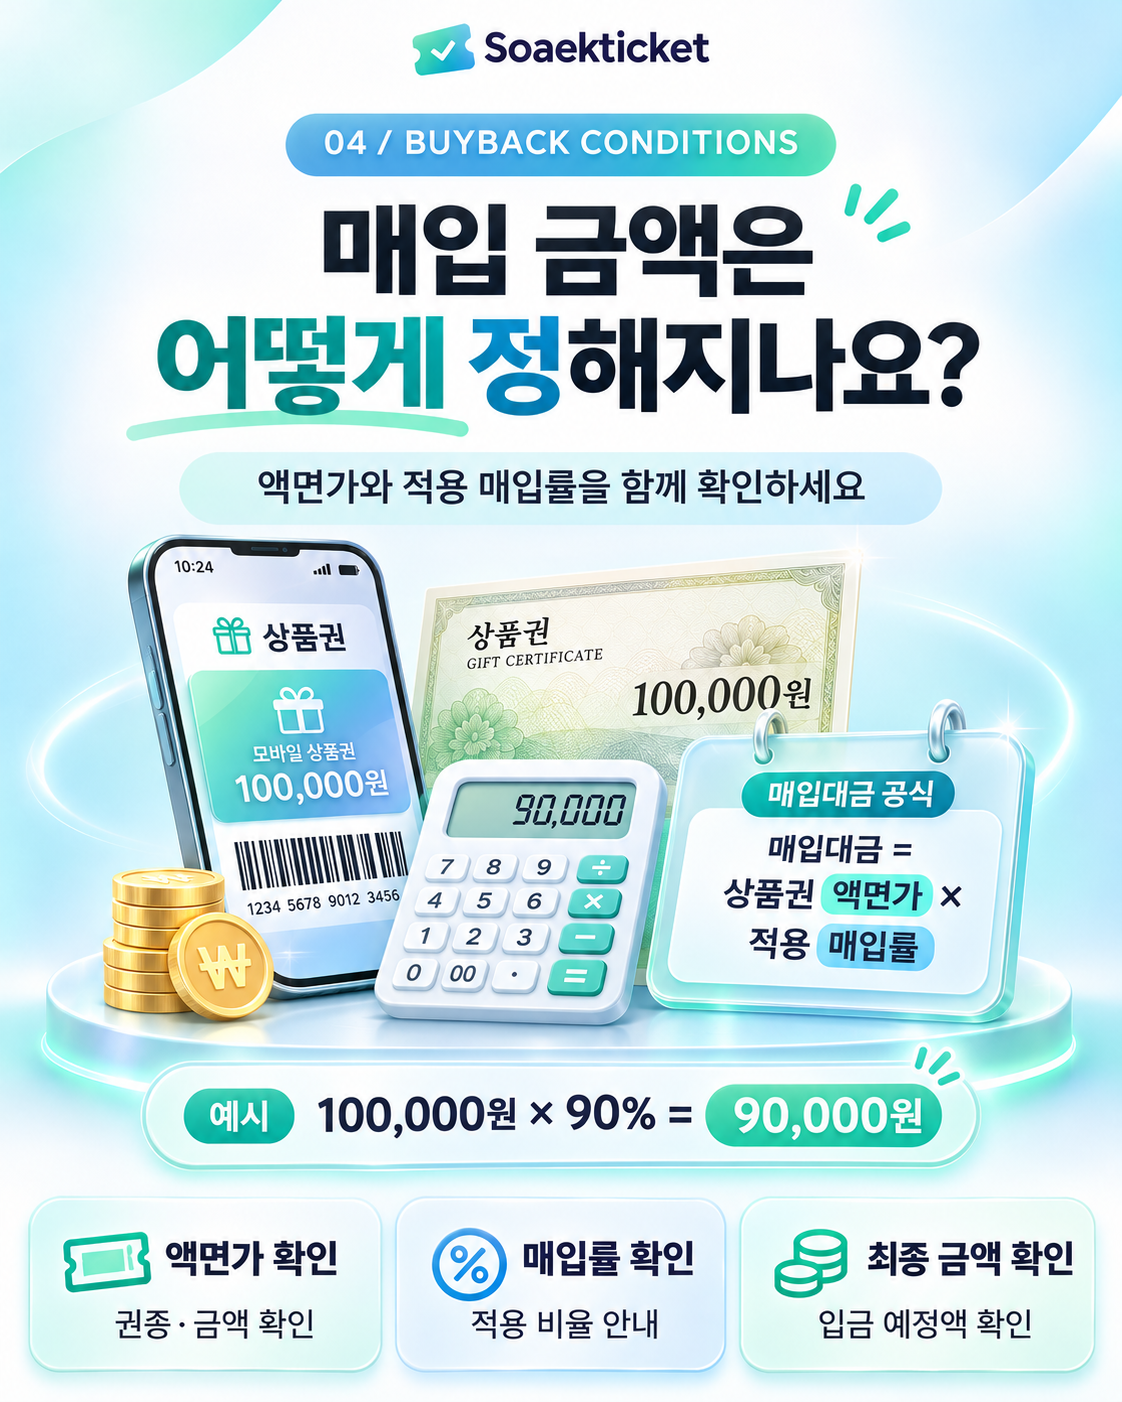 Soaekticket
04 / BUYBACK CONDITIONS
매입 금액은
어떻게 정해지나요?
액면가와 적용 매입률을 함께 확인하세요
10:24
상품권
모바일 상품권
100,000원
1234 5678 9012 3456
상품권
GIFT CERTIFICATE
100,000원
90,000
7 8 9 ÷
4 5 6 ×
1 2 3 −
0 00 · =
매입대금 공식
매입대금 =
상품권 액면가 ×
적용 매입률
₩
₩
예시 100,000원 × 90% = 90,000원
액면가 확인
권종 · 금액 확인
% 매입률 확인
적용 비율 안내
최종 금액 확인
입금 예정액 확인